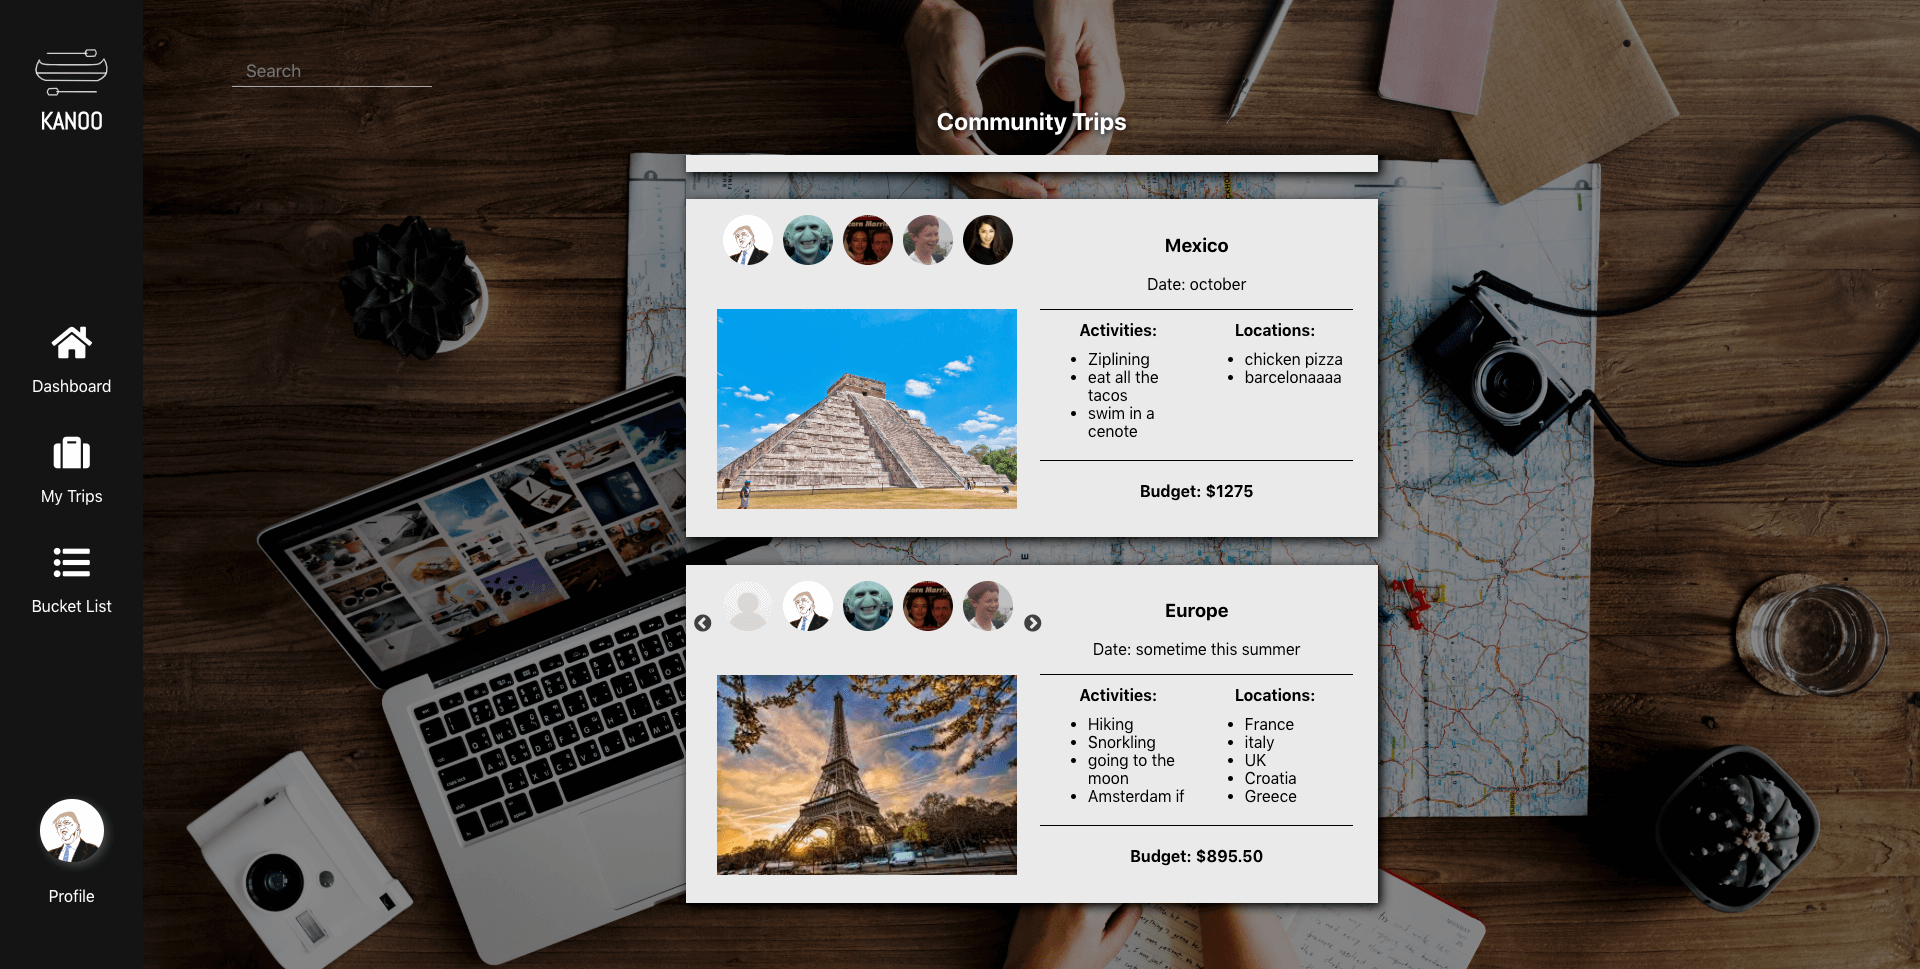 KANOO
Search
Community Trips
Dashboard
My Trips
Bucket List
Profile
Mexico
Date: october
Activities:
Ziplining
eat all the
tacos
swim in a
cenote
Locations:
chicken pizza
barcelonaaaa
Budget: $1275
Europe
Date: sometime this summer
Activities:
Hiking
Snorkling
going to the
moon
Amsterdam if
Locations:
France
italy
UK
Croatia
Greece
Budget: $895.50